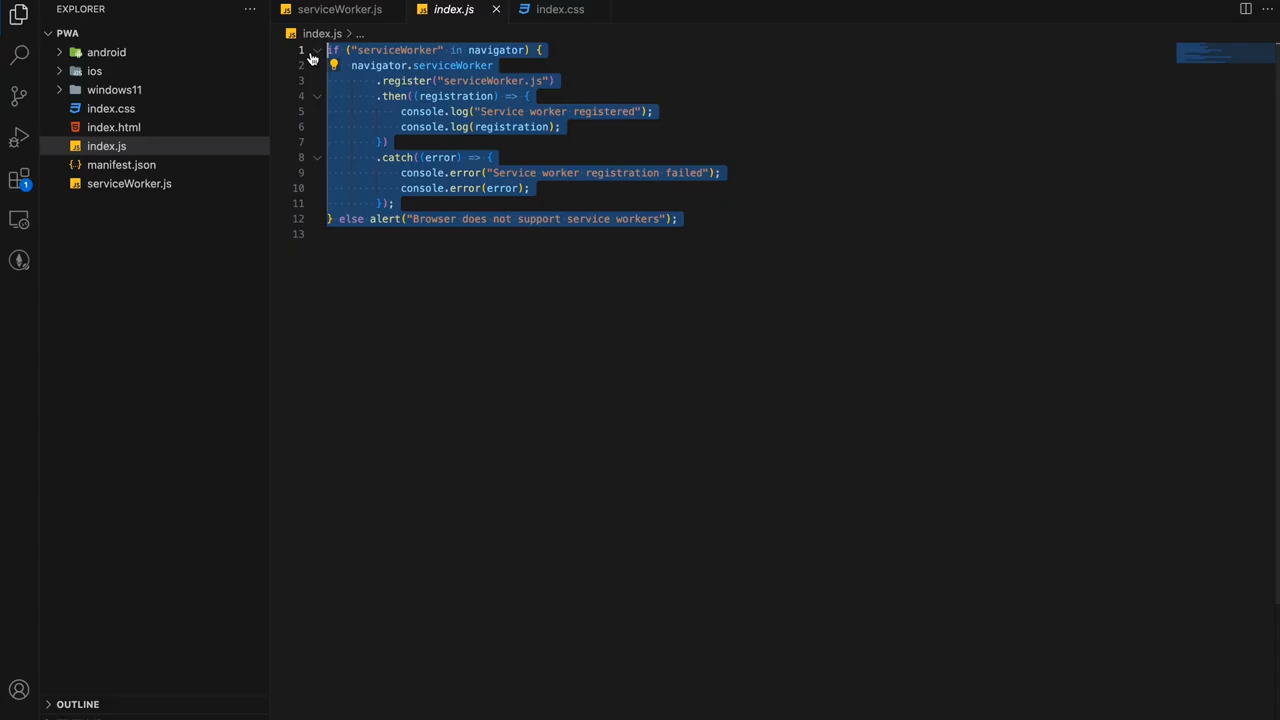 EXPLORER
PWA
android
ios
windows11
index.css
index.html
index.js
manifest.json
serviceWorker.js
OUTLINE
1
serviceWorker.js
index.js
index.css
index.js > ...
1 if ("serviceWorker" in navigator) {
2 navigator.serviceWorker
3 .register("serviceWorker.js")
4 .then((registration) => {
5 console.log("Service worker registered");
6 console.log(registration);
7 })
8 .catch((error) => {
9 console.error("Service worker registration failed");
10 console.error(error);
11 });
12 } else alert("Browser does not support service workers");
13